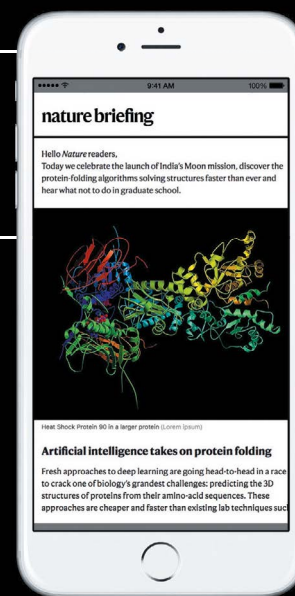 9:41 AM
100%
nature briefing
Hello Nature readers,
Today we celebrate the launch of India's Moon mission, discover the
protein-folding algorithms solving structures faster than ever and
hear what not to do in graduate school.
Heat Shock Protein 90 in a larger protein (Lorem Ipsum)
Artificial intelligence takes on protein folding
Fresh approaches to deep learning are going head-to-head in a race
to crack one of biology's grandest challenges: predicting the 3D
structures of proteins from their amino-acid sequences. These
approaches are cheaper and faster than existing lab techniques such